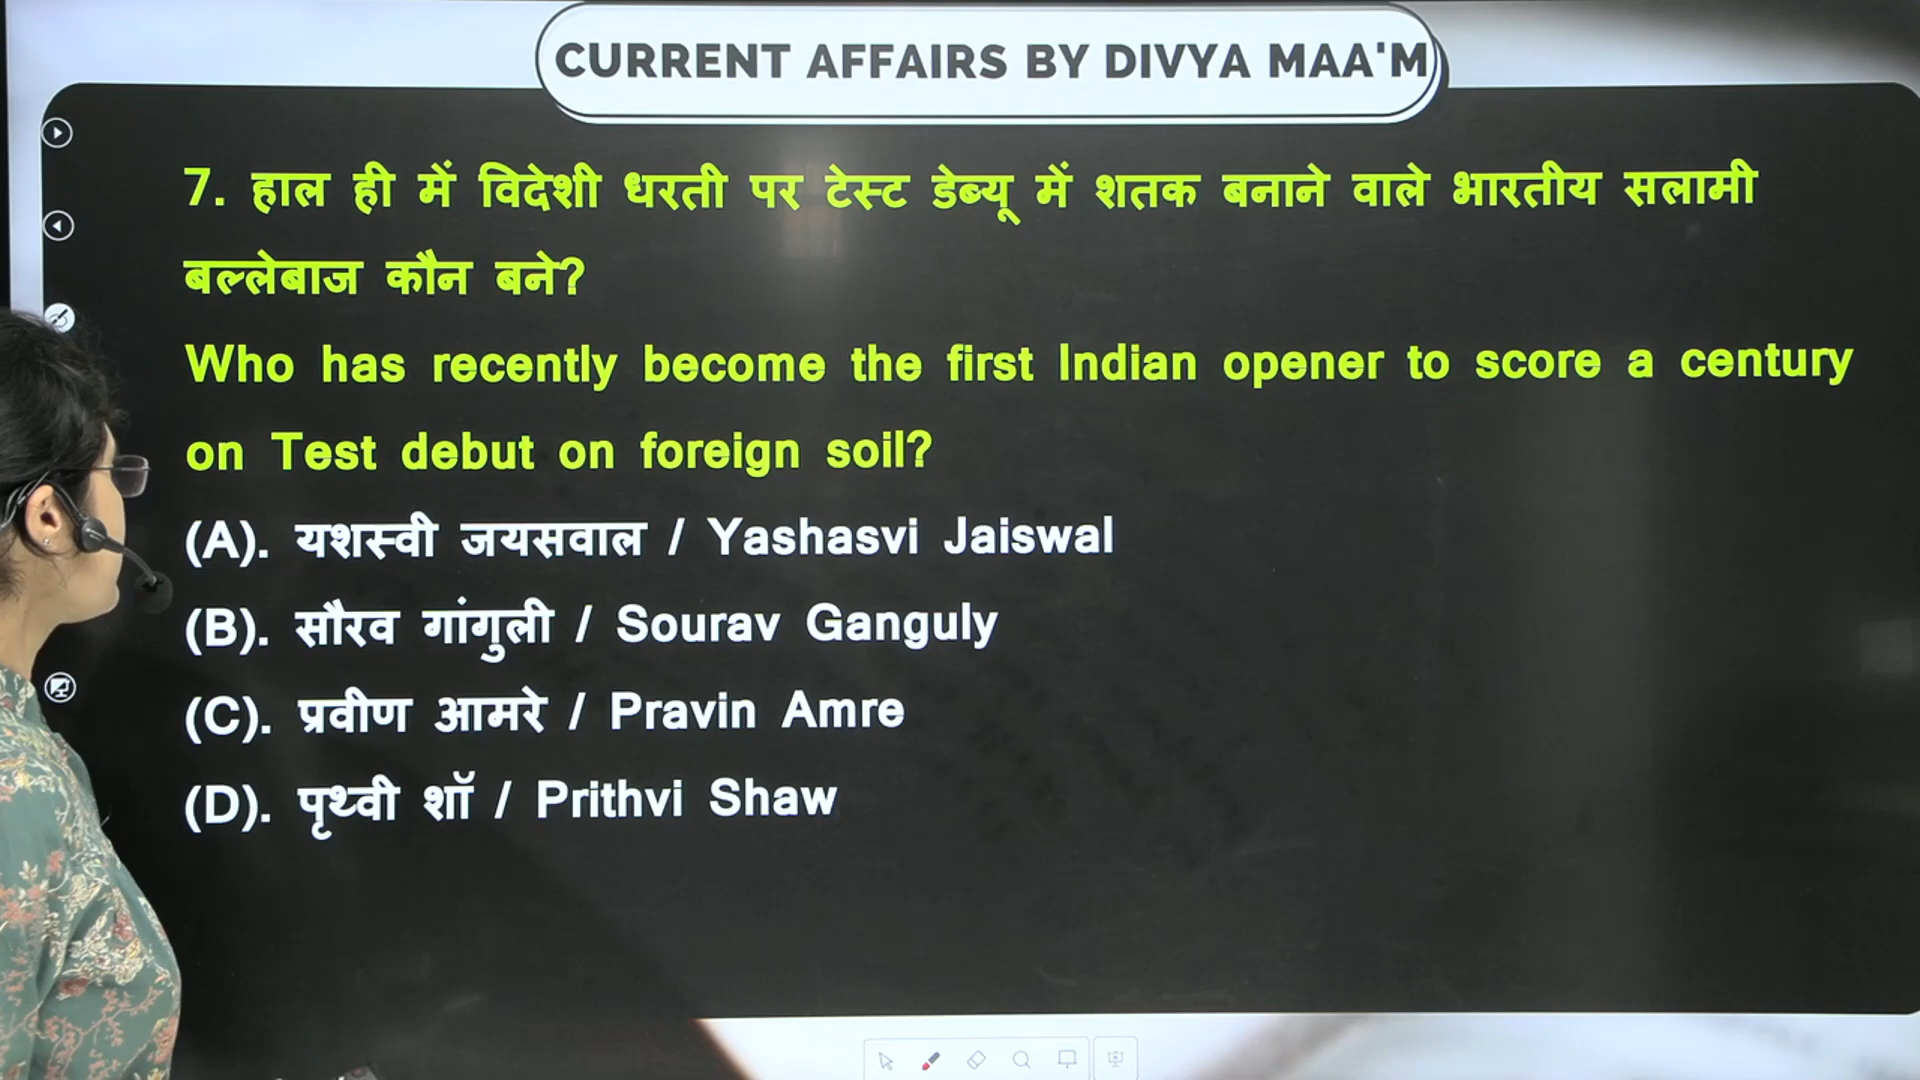 CURRENT AFFAIRS BY DIVYA MAA'M
7. हाल ही में विदेशी धरती पर टेस्ट डेब्यू में शतक बनाने वाले भारतीय सलामी
बल्लेबाज कौन बने?
Who has recently become the first Indian opener to score a century
on Test debut on foreign soil?
(A). यशस्वी जयसवाल / Yashasvi Jaiswal
(B). सौरव गांगुली / Sourav Ganguly
(C). प्रवीण आमरे / Pravin Amre
(D). पृथ्वी शॉ / Prithvi Shaw